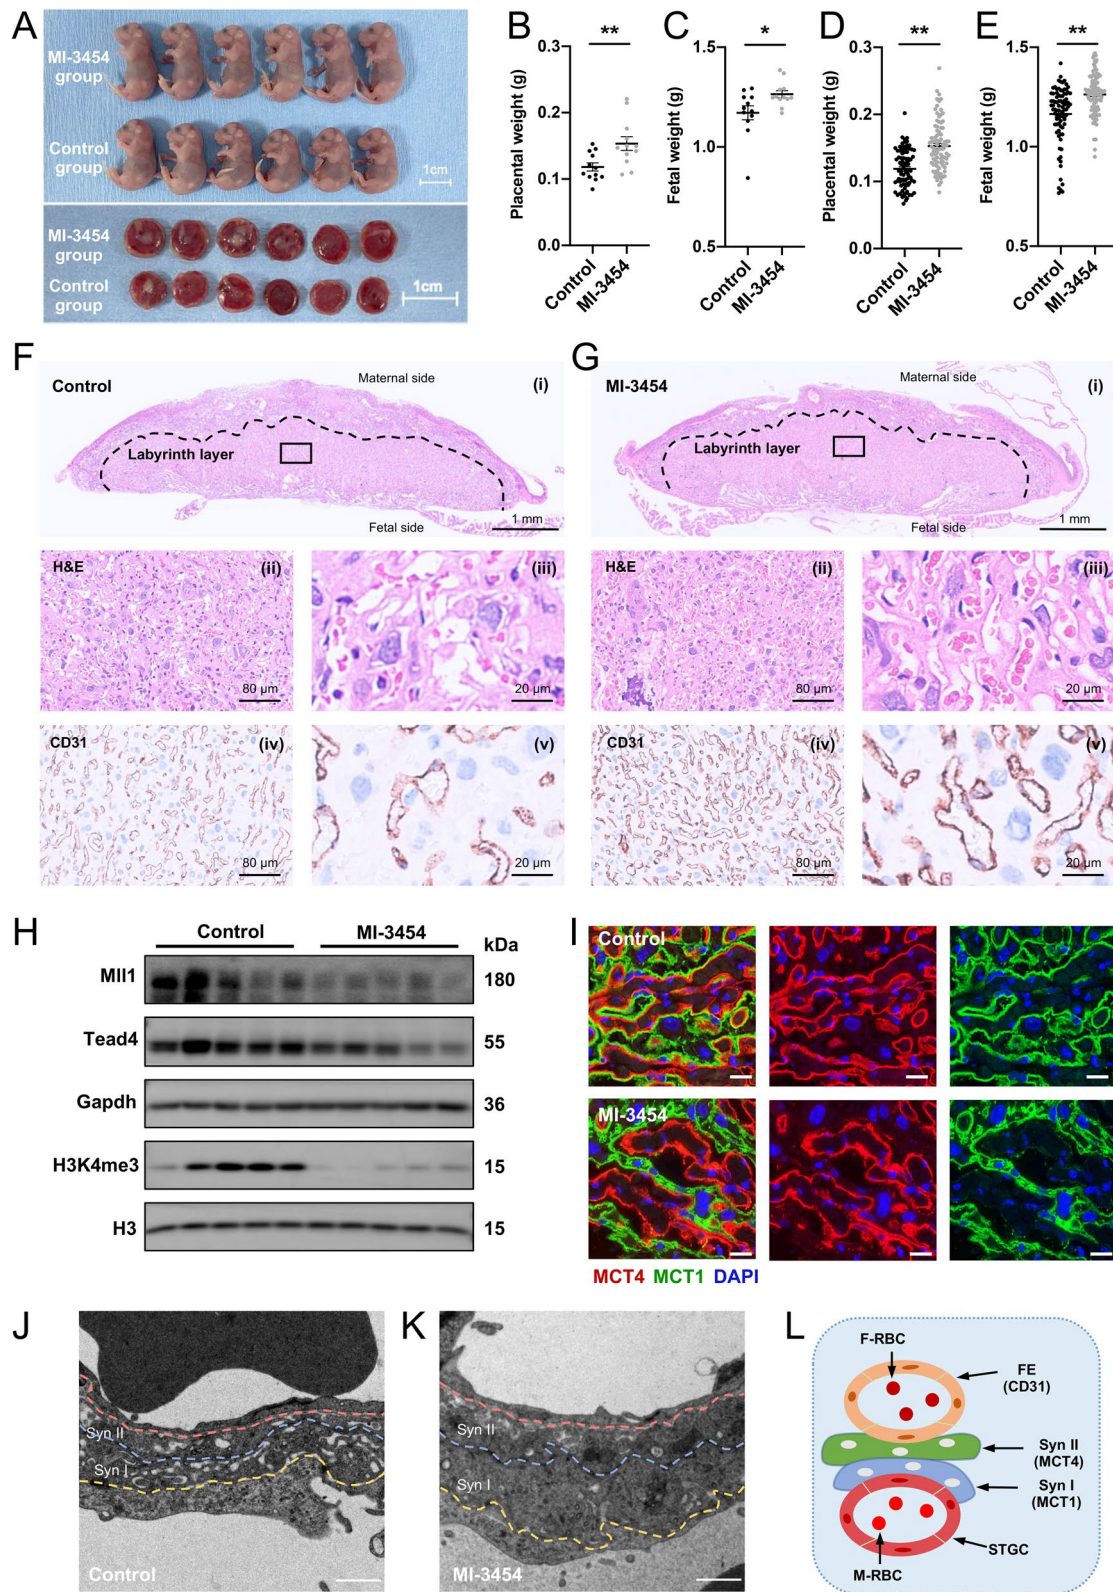 A
MI-3454
group
Control
group
1cm
MI-3454
group
Control
group
1cm
B
**
Placental weight (g)
0.3
0.2
0.1
0.0
Control
MI-3454
C
*
Fetal weight (g)
1.5
1.0
0.5
Control
MI-3454
D
**
Placental weight (g)
0.3
0.2
0.1
0.0
Control
MI-3454
E
**
Fetal weight (g)
1.5
1.0
0.5
Control
MI-3454
F
Control
Maternal side
(i)
Labyrinth layer
Fetal side
1 mm
H&E
(ii)
80 µm
(iii)
20 µm
CD31
(iv)
80 µm
(v)
20 µm
G
MI-3454
Maternal side
(i)
Labyrinth layer
Fetal side
1 mm
H&E
(ii)
80 µm
(iii)
20 µm
CD31
(iv)
80 µm
(v)
20 µm
H
Control
MI-3454
kDa
Mll1
180
Tead4
55
Gapdh
36
H3K4me3
15
H3
15
I
Control
MI-3454
MCT4 MCT1 DAPI
J
Syn II
Syn I
Control
K
Syn II
Syn I
MI-3454
L
F-RBC
FE
(CD31)
Syn II
(MCT4)
Syn I
(MCT1)
STGC
M-RBC